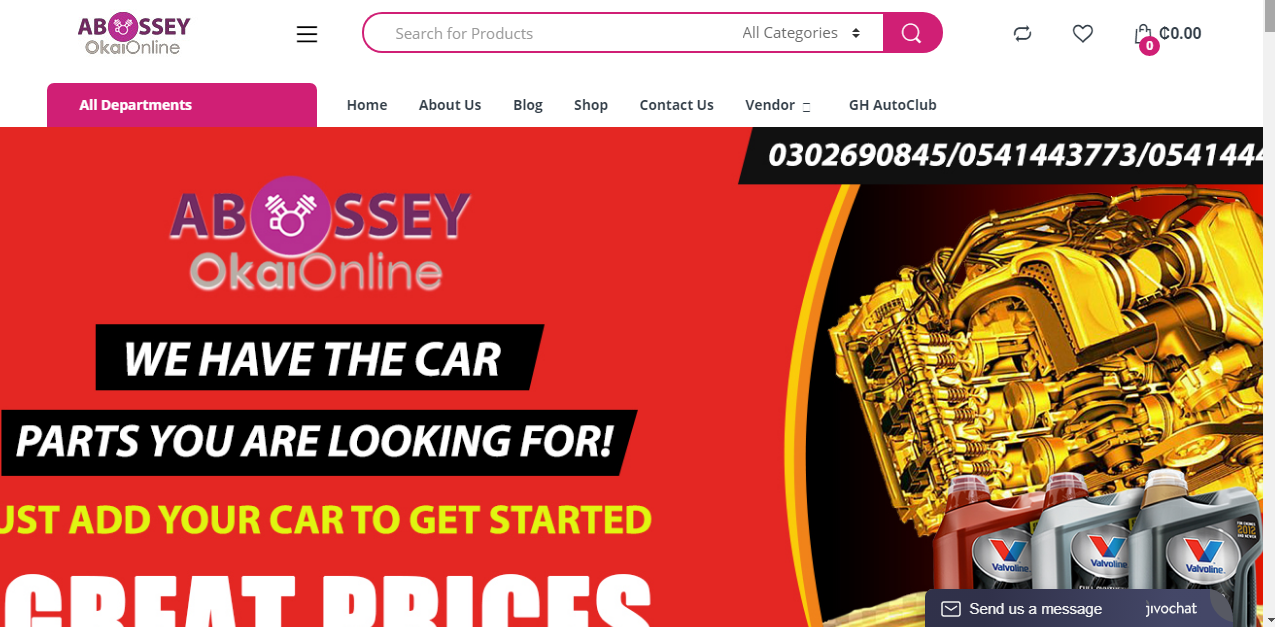 ABOSSEY
OkaiOnline
Search for Products
All Categories
0
₵0.00
All Departments
Home
About Us
Blog
Shop
Contact Us
Vendor
GH AutoClub
0302690845/0541443773/0541444
ABOSSEY
OkaiOnline
WE HAVE THE CAR
PARTS YOU ARE LOOKING FOR!
UST ADD YOUR CAR TO GET STARTED
GREAT PRICES
Valvoline
Valvoline
Valvoline
2012
Send us a message
jivochat